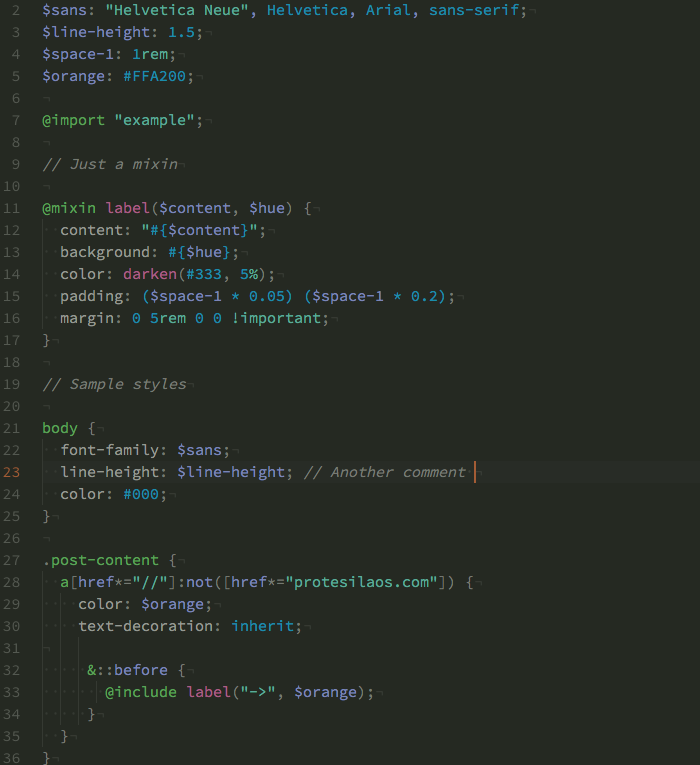 2 $sans: "Helvetica Neue", Helvetica, Arial, sans-serif;¬
3 $line-height: 1.5;¬
4 $space-1: 1rem;¬
5 $orange: #FFA200;¬
6 ¬
7 @import "example";¬
8 ¬
9 // Just a mixin¬
10 ¬
11 @mixin label($content, $hue) {¬
12 ··content: "#{$content}";¬
13 ··background: #{$hue};¬
14 ··color: darken(#333, 5%);¬
15 ··padding: ($space-1 * 0.05) ($space-1 * 0.2);¬
16 ··margin: 0 5rem 0 0 !important;¬
17 }¬
18 ¬
19 // Sample styles¬
20 ¬
21 body {¬
22 ··font-family: $sans;¬
23 ··line-height: $line-height; // Another comment·¬
24 ··color: #000;¬
25 }¬
26 ¬
27 .post-content {¬
28 ··a[href*="//"]:not([href*="protesilaos.com"]) {¬
29 ····color: $orange;¬
30 ····text-decoration: inherit;¬
31 ¬
32 ·····&::before {¬
33 ·······@include label("->", $orange);¬
34 ·····}¬
35 ··}¬
36 }¬